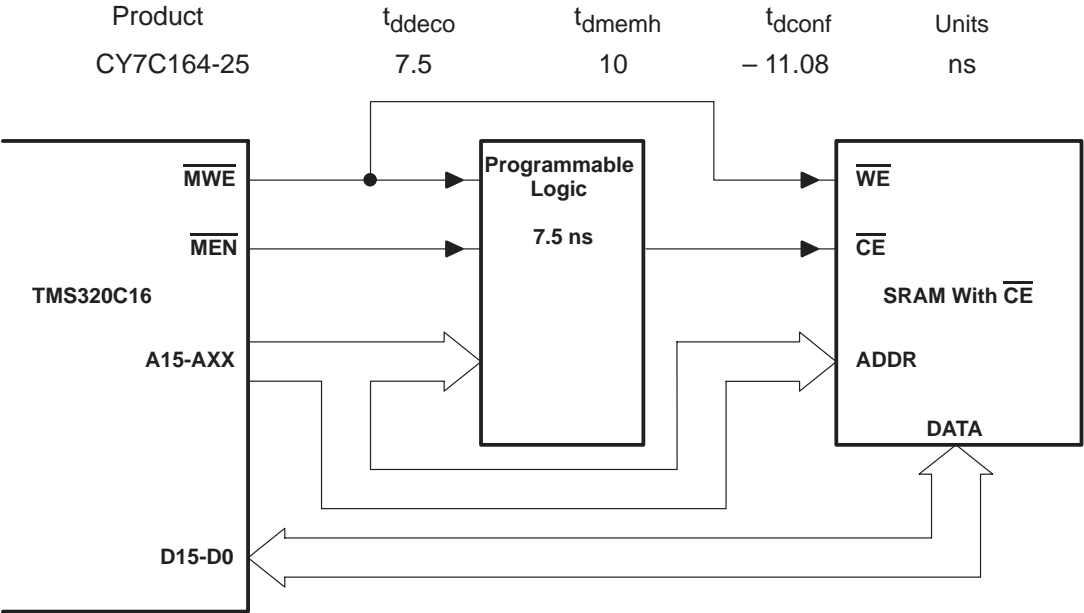 Product t_ddeco t_dmemh t_dconf Units
CY7C164-25 7.5 10 – 11.08 ns
MWE
Programmable
Logic
7.5 ns
WE
MEN
CE
TMS320C16
SRAM With CE
A15-AXX
ADDR
DATA
D15-D0